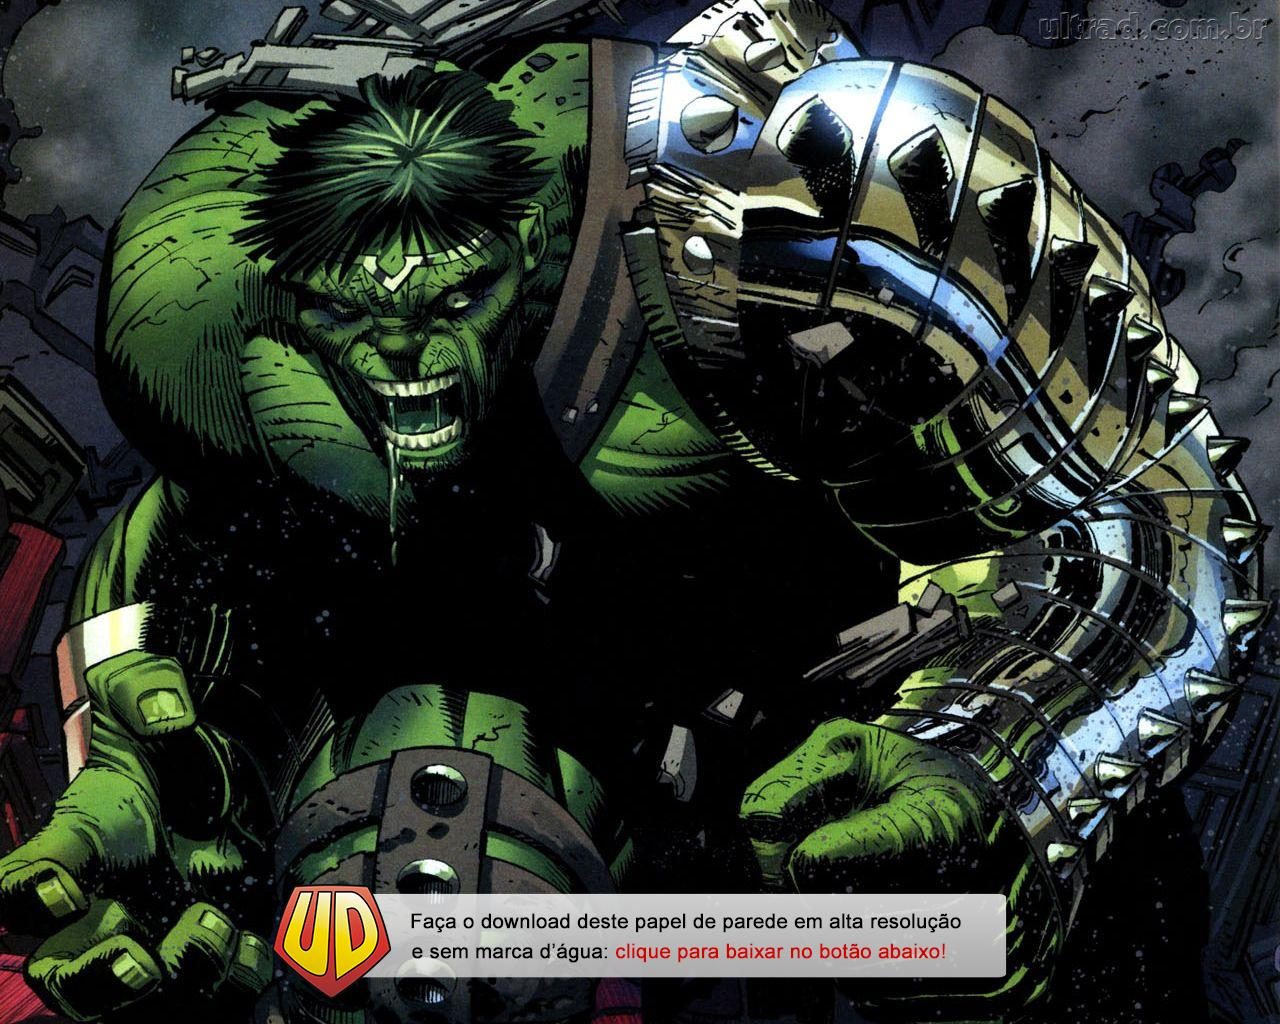 ultrad.com.br
UD
Faça o download deste papel de parede em alta resolução
e sem marca d'água: clique para baixar no botão abaixo!